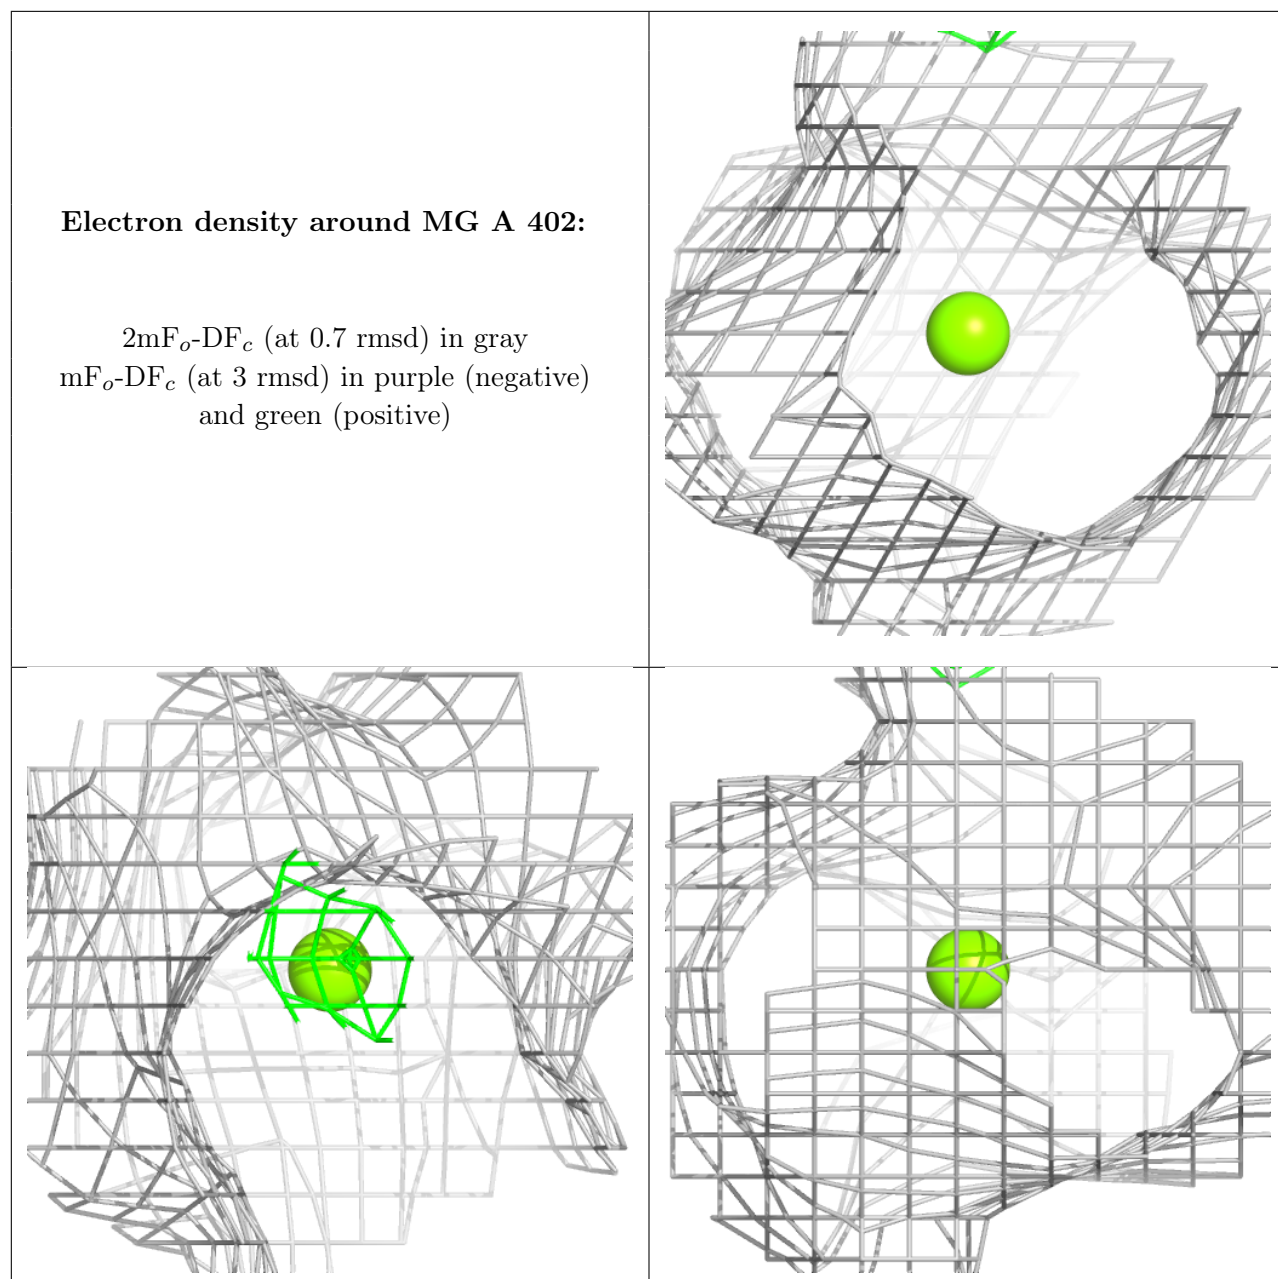 Electron density around MG A 402:
2mFo-DFc (at 0.7 rmsd) in gray
mFo-DFc (at 3 rmsd) in purple (negative)
and green (positive)